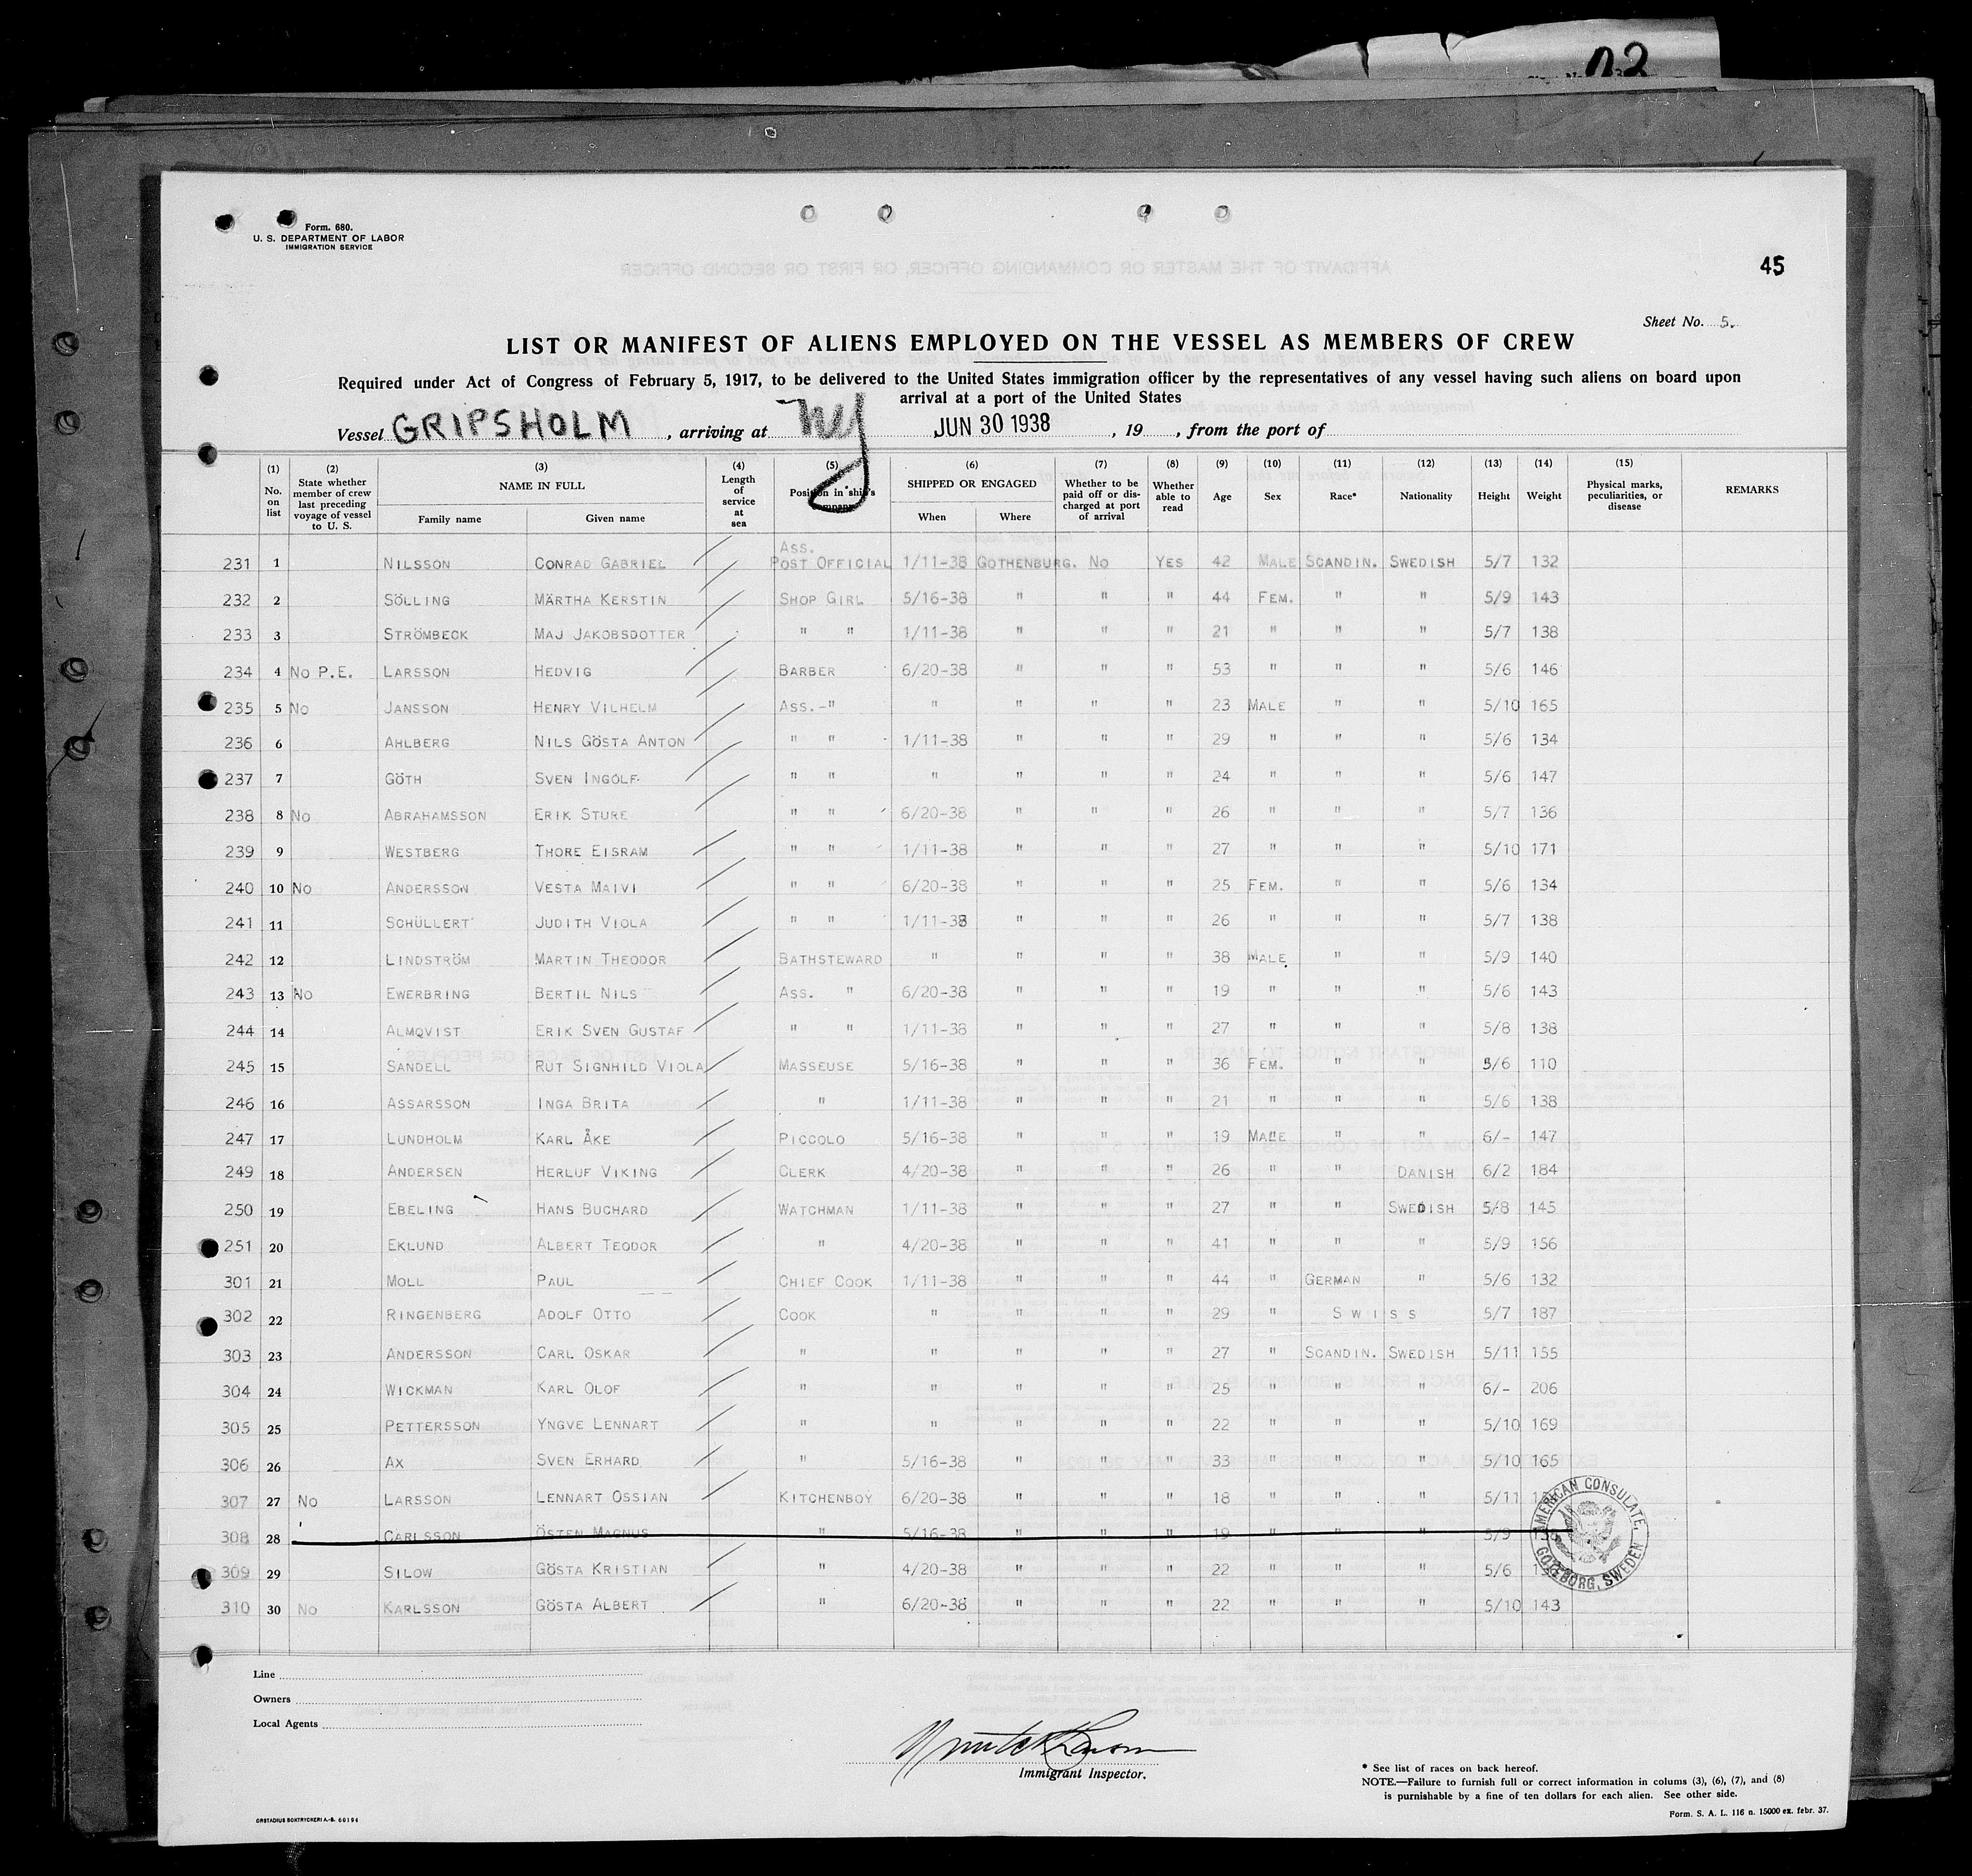 Form. 680.
U. S. DEPARTMENT OF LABOR
IMMIGRATION SERVICE
45
Sheet No. 5.
LIST OR MANIFEST OF ALIENS EMPLOYED ON THE VESSEL AS MEMBERS OF CREW
Required under Act of Congress of February 5, 1917, to be delivered to the United States immigration officer by the representatives of any vessel having such aliens on board upon
arrival at a port of the United States
Vessel GRIPSHOLM, arriving at NY JUN 30 1938, 19, from the port of
(1) No. on list (2) State whether member of crew last preceding voyage of vessel to U. S. (3) NAME IN FULL Family name Given name (4) Length of service at sea (5) Position in ship's company (6) SHIPPED OR ENGAGED When Where (7) Whether to be paid off or discharged at port of arrival (8) Whether able to read (9) Age (10) Sex (11) Race* (12) Nationality (13) Height (14) Weight (15) Physical marks, peculiarities, or disease REMARKS
231 1 NILSSON CONRAD GABRIEL ASS. POST OFFICIAL 1/11-38 GOTHENBURG. NO YES 42 MALE SCANDIN. SWEDISH 5/7 132
232 2 SÖLLING MÄRTHA KERSTIN SHOP GIRL 5/16-38 " " " 44 FEM. " " 5/9 143
233 3 STRÖMBECK MAJ JAKOBSDOTTER " " 1/11-38 " " " 21 " " " 5/7 138
234 4 NO P.E. LARSSON HEDVIG BARBER 6/20-38 " " " 53 " " " 5/6 146
235 5 NO JANSSON HENRY VILHELM ASS.-" " " " " 23 MALE " " 5/10 165
236 6 AHLBERG NILS GÖSTA ANTON " " 1/11-38 " " " 29 " " " 5/6 134
237 7 GÖTH SVEN INGOLF " " " " " " 24 " " " 5/6 147
238 8 NO ABRAHAMSSON ERIK STURE " " 6/20-38 " " " 26 " " " 5/7 136
239 9 WESTBERG THORE EISRAM " " 1/11-38 " " " 27 " " " 5/10 171
240 10 NO ANDERSSON VESTA MAIVI " " 6/20-38 " " " 25 FEM. " " 5/6 134
241 11 SCHÜLLERT JUDITH VIOLA " " 1/11-38 " " " 26 " " " 5/7 138
242 12 LINDSTRÖM MARTIN THEODOR BATHSTEWARD " " " " 38 MALE " " 5/9 140
243 13 NO EWERBRING BERTIL NILS ASS. " 6/20-38 " " " 19 " " " 5/6 143
244 14 ALMQVIST ERIK SVEN GUSTAF " " 1/11-38 " " " 27 " " " 5/8 138
245 15 SANDELL RUT SIGNHILD VIOLA MASSEUSE 5/16-38 " " " 36 FEM. " " 5/6 110
246 16 ASSARSSON INGA BRITA " 1/11-38 " " " 21 " " " 5/6 138
247 17 LUNDHOLM KARL ÅKE PICCOLO 5/16-38 " " " 19 MALE " " 6/- 147
249 18 ANDERSEN HERLUF VIKING CLERK 4/20-38 " " " 26 " " DANISH 6/2 184
250 19 EBELING HANS BUCHARD WATCHMAN 1/11-38 " " " 27 " " SWEDISH 5/8 145
251 20 EKLUND ALBERT TEODOR " 4/20-38 " " " 41 " " " 5/9 156
301 21 MOLL PAUL CHIEF COOK 1/11-38 " " " 44 " GERMAN " 5/6 132
302 22 RINGENBERG ADOLF OTTO COOK " " " " 29 " SWISS 5/7 187
303 23 ANDERSSON CARL OSKAR " " " " " 27 " SCANDIN. SWEDISH 5/11 155
304 24 WICKMAN KARL OLOF " " " " " 25 " " " 6/- 206
305 25 PETTERSSON YNGVE LENNART " " " " " 22 " " " 5/10 169
306 26 AX SVEN ERHARD " 5/16-38 " " " 33 " " " 5/10 165
307 27 NO LARSSON LENNART OSSIAN KITCHENBOY 6/20-38 " " " 18 " " " 5/11
308 28 CARLSSON ÖSTEN MAGNUS " 5/16-38 " " " 19 " " " 5/9
309 29 SILOW GÖSTA KRISTIAN " 4/20-38 " " " 22 " " " 5/6
310 30 NO KARLSSON GÖSTA ALBERT " 6/20-38 " " " 22 " " " 5/10 143
AMERICAN CONSULATE, GOTEBORG, SWEDEN
Line
Owners
Local Agents
Immigrant Inspector.
* See list of races on back hereof.
NOTE.—Failure to furnish full or correct information in colums (3), (6), (7), and (8)
is punishable by a fine of ten dollars for each alien. See other side.
Form. S. A. L. 116 n. 15000 ex. febr. 37.
ORSTADIUS BOKTRYCKERI A.-B. 60194